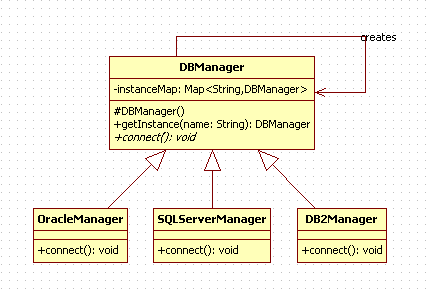 creates
DBManager
-instanceMap: Map<String,DBManager>
#DBManager()
+getInstance(name: String): DBManager
+connect(): void
OracleManager
SQLServerManager
DB2Manager
+connect(): void
+connect(): void
+connect(): void